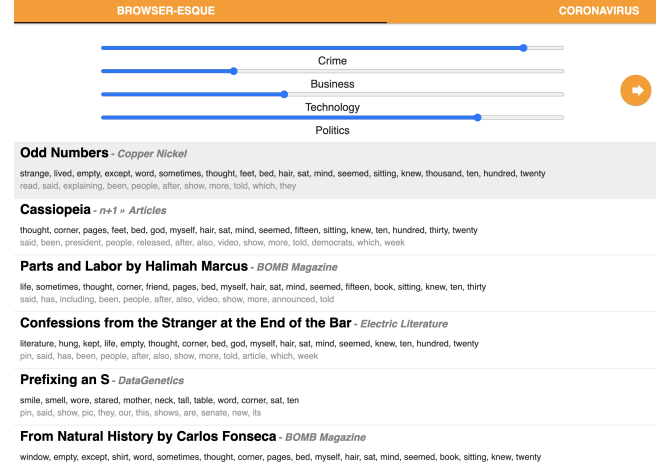 BROWSER-ESQUE CORONAVIRUS
Crime
Business
Technology
Politics
Odd Numbers - Copper Nickel
strange, lived, empty, except, word, sometimes, thought, feet, bed, hair, sat, mind, seemed, sitting, knew, thousand, ten, hundred, twenty
read, said, explaining, been, people, after, show, more, told, which, they
Cassiopeia - n+1 » Articles
thought, corner, pages, feet, bed, god, myself, hair, sat, mind, seemed, fifteen, sitting, knew, ten, hundred, thirty, twenty
said, been, president, people, released, after, also, video, show, more, told, democrats, which, week
Parts and Labor by Halimah Marcus - BOMB Magazine
life, sometimes, thought, corner, friend, pages, bed, myself, hair, sat, mind, seemed, fifteen, book, sitting, knew, ten, thirty
said, has, including, been, people, after, also, video, show, more, announced, told
Confessions from the Stranger at the End of the Bar - Electric Literature
literature, hung, kept, life, empty, thought, corner, bed, god, myself, hair, sat, mind, seemed, knew, ten, hundred, twenty
pin, said, has, been, people, after, also, show, more, told, article, which, week
Prefixing an S - DataGenetics
smile, smell, wore, stared, mother, neck, tall, table, word, corner, sat, ten
pin, said, show, pic, they, our, this, shows, are, senate, new, its
From Natural History by Carlos Fonseca - BOMB Magazine
window, empty, except, shirt, word, sometimes, thought, corner, pages, bed, myself, hair, sat, mind, seemed, book, sitting, knew, twenty